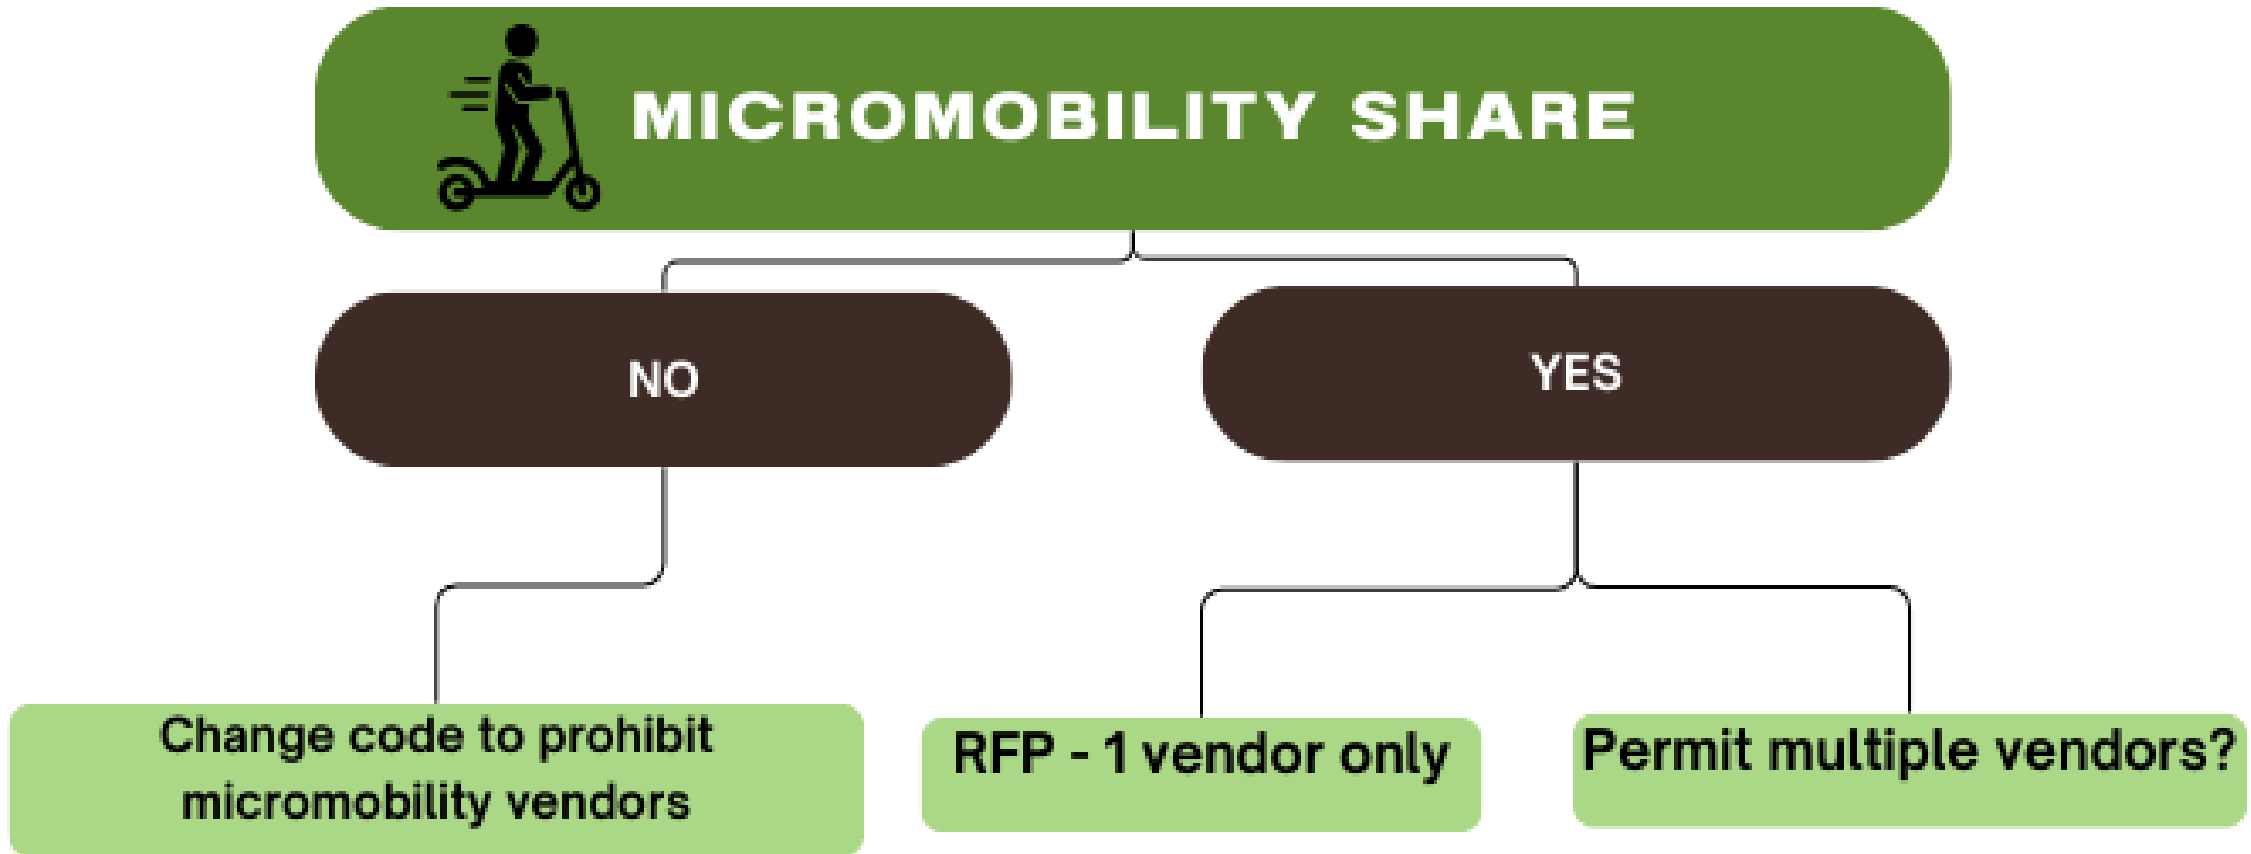 MICROMOBILITY SHARE
NO
YES
Change code to prohibit
micromobility vendors
RFP - 1 vendor only
Permit multiple vendors?